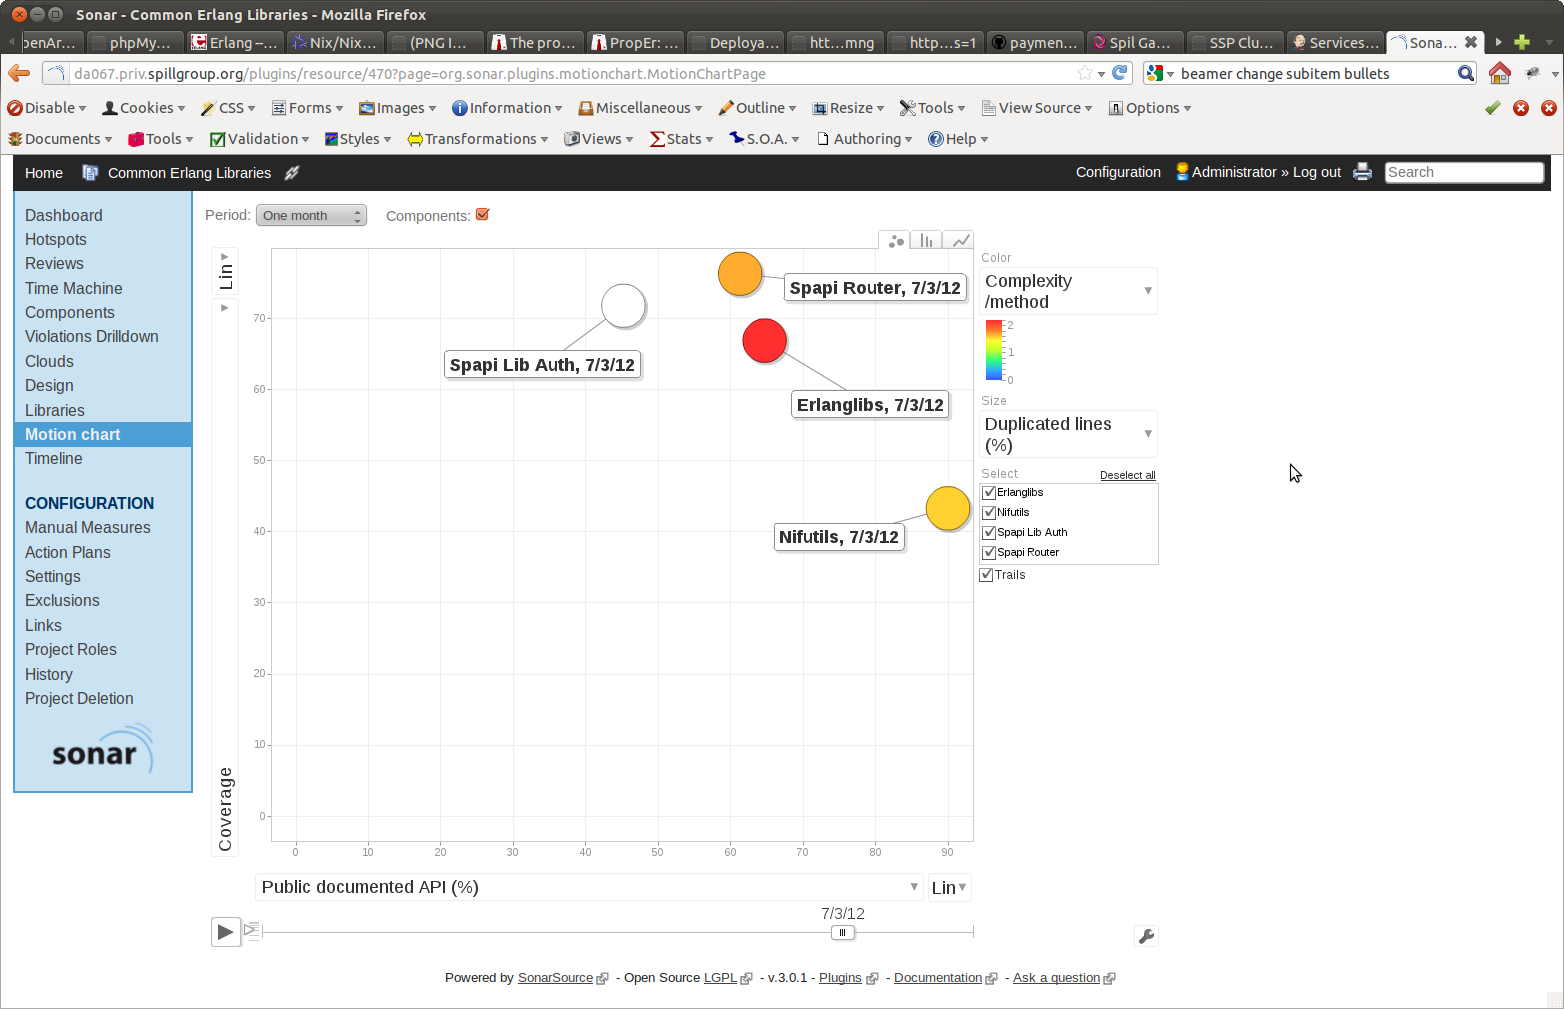 Sonar - Common Erlang Libraries - Mozilla Firefox
penAr... phpMy... Erlang –... Nix/Nix... (PNG I... The pro... PropEr: ... Deploya... htt...mng http...s=1 paymen... Spil Ga... SSP Clu... Services... Sona...
da067.priv.spillgroup.org/plugins/resource/470?page=org.sonar.plugins.motionchart.MotionChartPage beamer change subitem bullets
Disable Cookies CSS Forms Images Information Miscellaneous Outline Resize Tools View Source Options
Documents Tools Validation Styles Transformations Views Stats S.O.A. Authoring Help
Home Common Erlang Libraries Configuration Administrator » Log out Search
Dashboard
Hotspots
Reviews
Time Machine
Components
Violations Drilldown
Clouds
Design
Libraries
Motion chart
Timeline
CONFIGURATION
Manual Measures
Action Plans
Settings
Exclusions
Links
Project Roles
History
Project Deletion
sonar
Period: One month Components:
Lin
Coverage
70
60
50
40
30
20
10
0
Spapi Router, 7/3/12
Spapi Lib Auth, 7/3/12
Erlanglibs, 7/3/12
Nifutils, 7/3/12
0 10 20 30 40 50 60 70 80 90
Public documented API (%) Lin
7/3/12
Color
Complexity
/method
2
1
0
Size
Duplicated lines
(%)
Select Deselect all
Erlanglibs
Nifutils
Spapi Lib Auth
Spapi Router
Trails
Powered by SonarSource - Open Source LGPL - v.3.0.1 - Plugins - Documentation - Ask a question